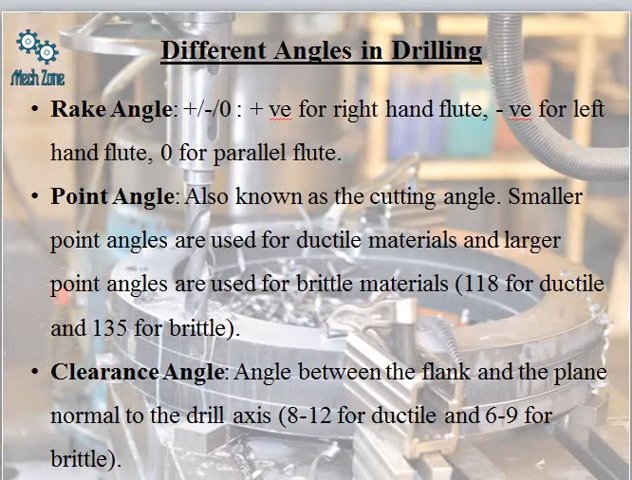 Mech Zone
Different Angles in Drilling
• Rake Angle: +/-/0 : + ve for right hand flute, - ve for left
hand flute, 0 for parallel flute.
• Point Angle: Also known as the cutting angle. Smaller
point angles are used for ductile materials and larger
point angles are used for brittle materials (118 for ductile
and 135 for brittle).
• Clearance Angle: Angle between the flank and the plane
normal to the drill axis (8-12 for ductile and 6-9 for
brittle).